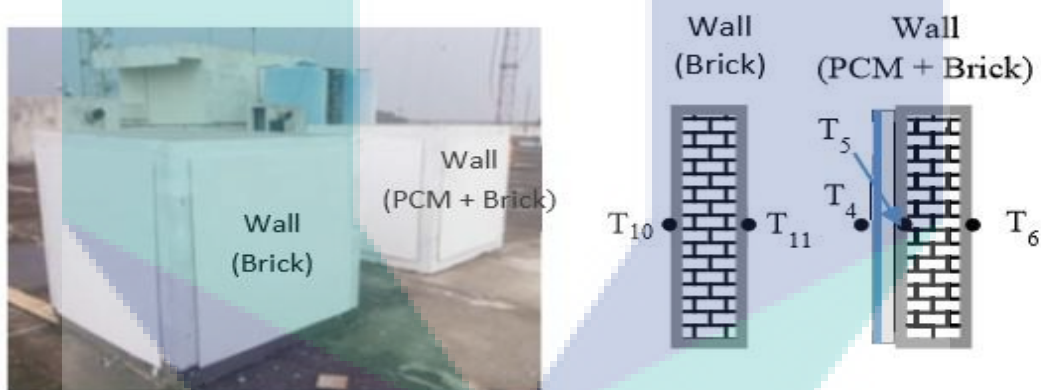 Wall
(PCM + Brick)
Wall
(Brick)
Wall
(Brick)
Wall
(PCM + Brick)
T5
T4
T10
T11
T6